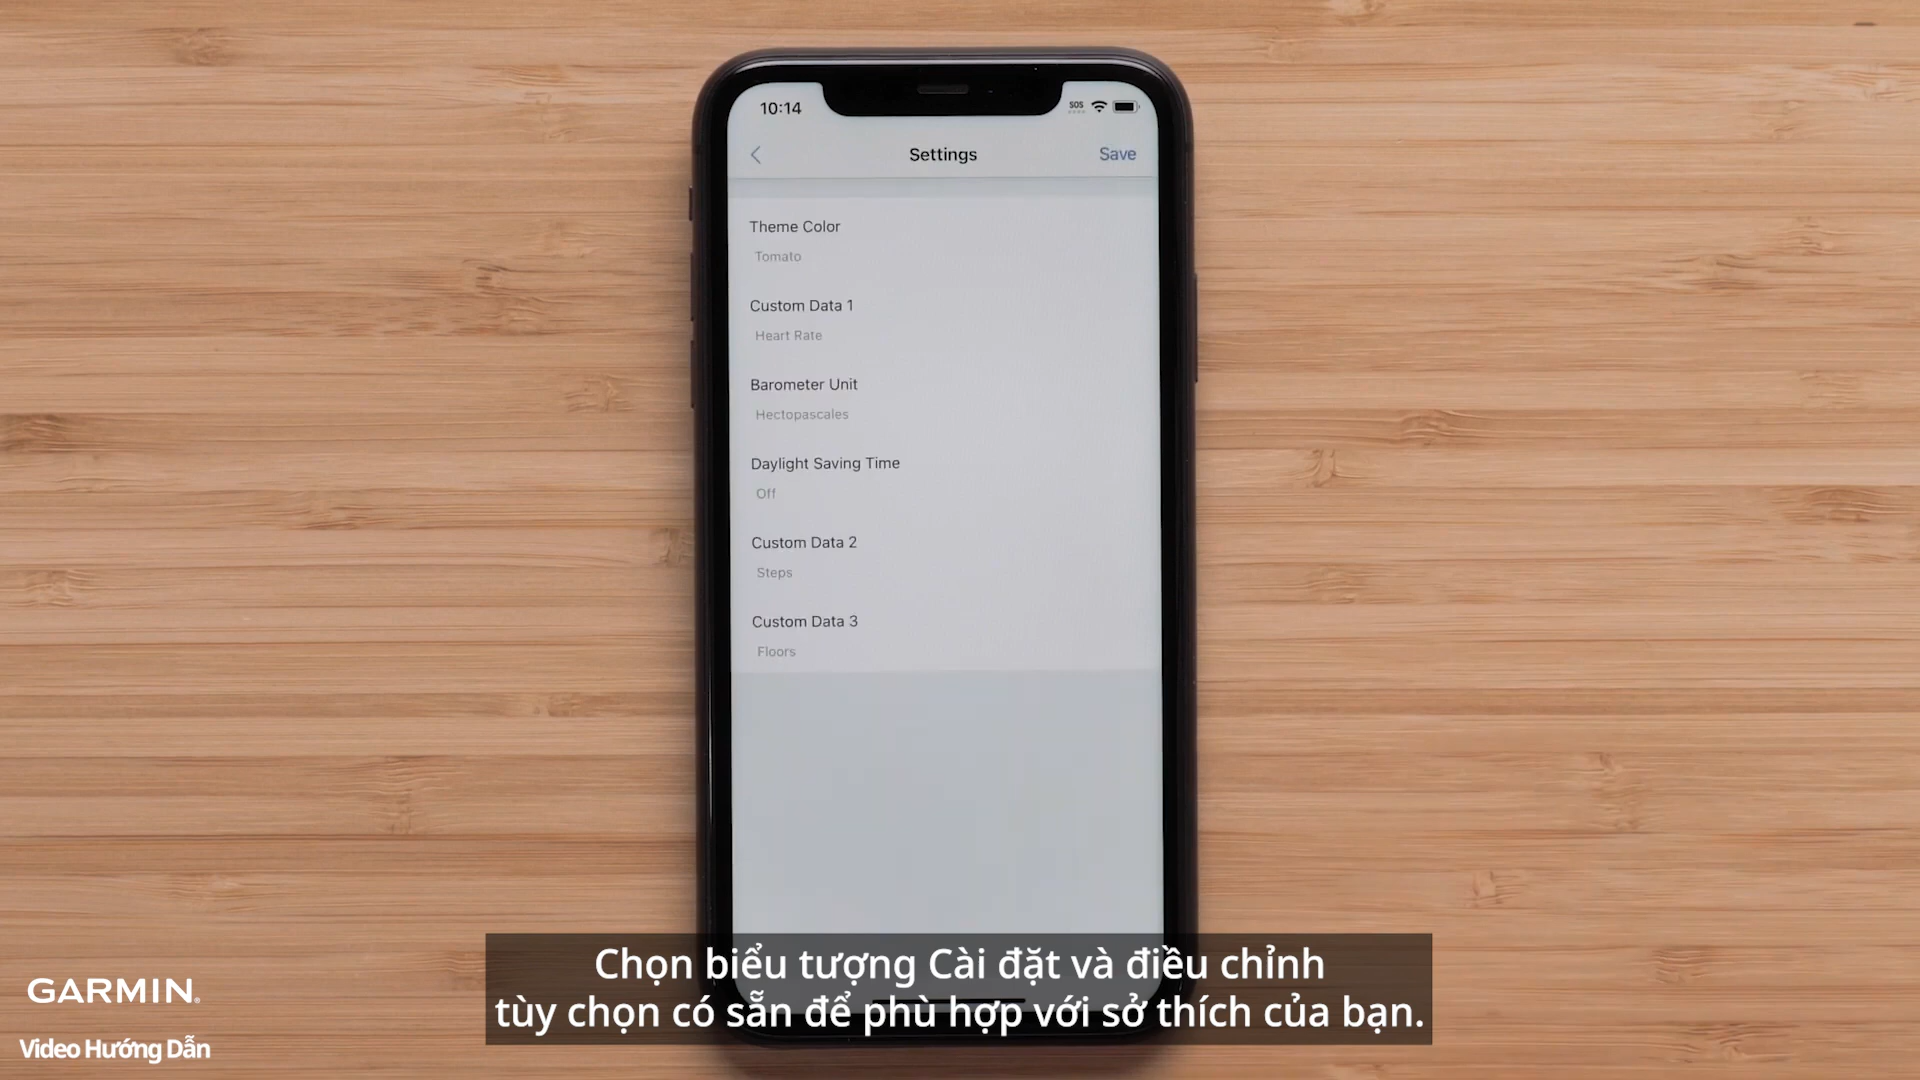 10:14
SOS
Settings
Save
Theme Color
Tomato
Custom Data 1
Heart Rate
Barometer Unit
Hectopascales
Daylight Saving Time
Off
Custom Data 2
Steps
Custom Data 3
Floors
Chọn biểu tượng Cài đặt và điều chỉnh
tùy chọn có sẵn để phù hợp với sở thích của bạn.
GARMIN
Video Hướng Dẫn